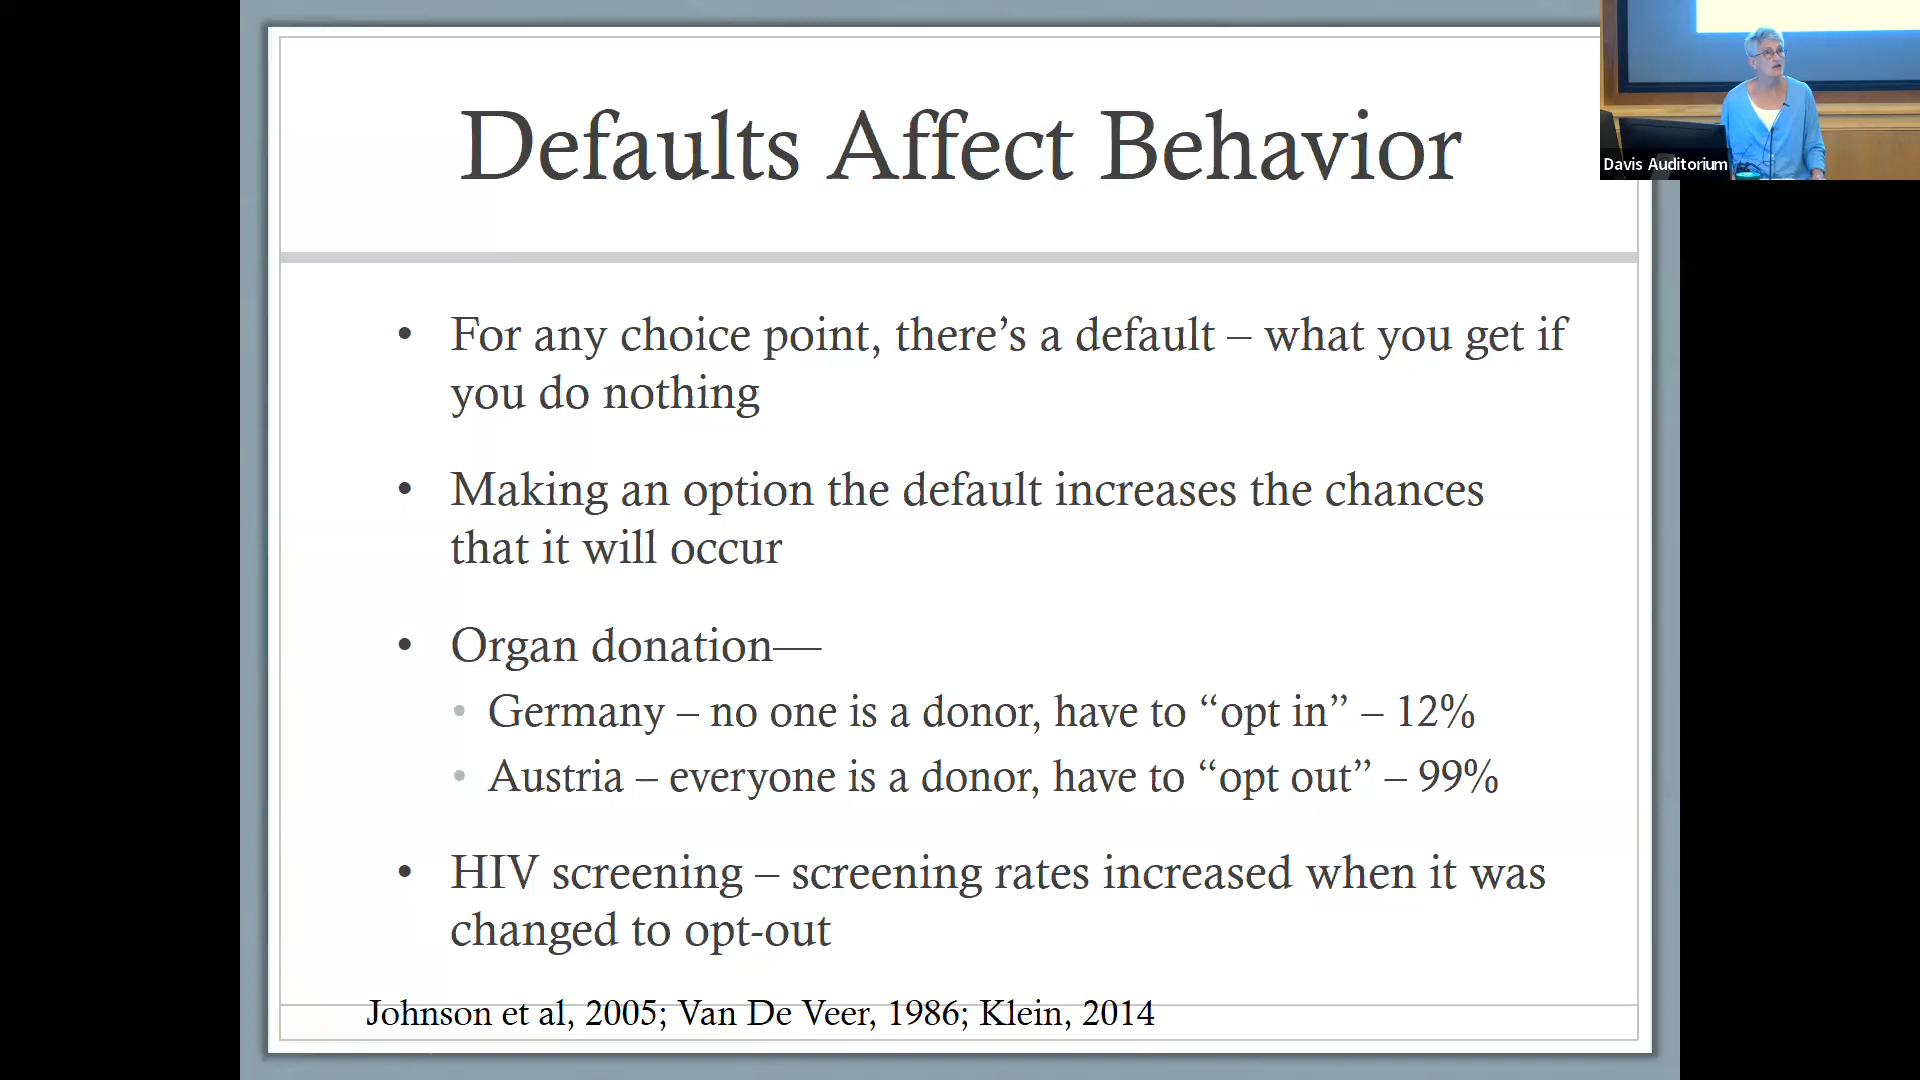 Defaults Affect Behavior
Davis Auditorium
• For any choice point, there’s a default – what you get if
you do nothing
• Making an option the default increases the chances
that it will occur
• Organ donation—
• Germany – no one is a donor, have to “opt in” – 12%
• Austria – everyone is a donor, have to “opt out” – 99%
• HIV screening – screening rates increased when it was
changed to opt-out
Johnson et al, 2005; Van De Veer, 1986; Klein, 2014